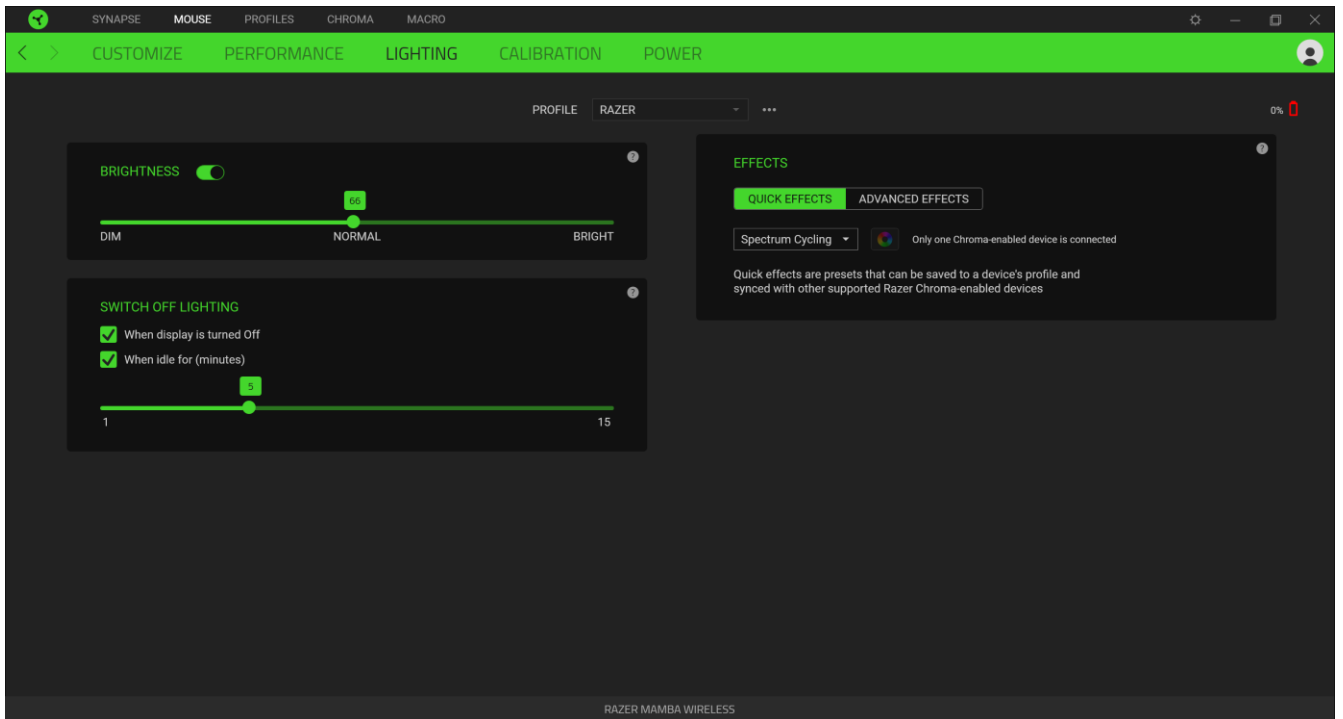 SYNAPSE MOUSE PROFILES CHROMA MACRO
CUSTOMIZE PERFORMANCE LIGHTING CALIBRATION POWER
PROFILE RAZER
0%
BRIGHTNESS
66
DIM NORMAL BRIGHT
SWITCH OFF LIGHTING
When display is turned Off
When idle for (minutes)
5
1 15
EFFECTS
QUICK EFFECTS ADVANCED EFFECTS
Spectrum Cycling Only one Chroma-enabled device is connected
Quick effects are presets that can be saved to a device's profile and
synced with other supported Razer Chroma-enabled devices
RAZER MAMBA WIRELESS